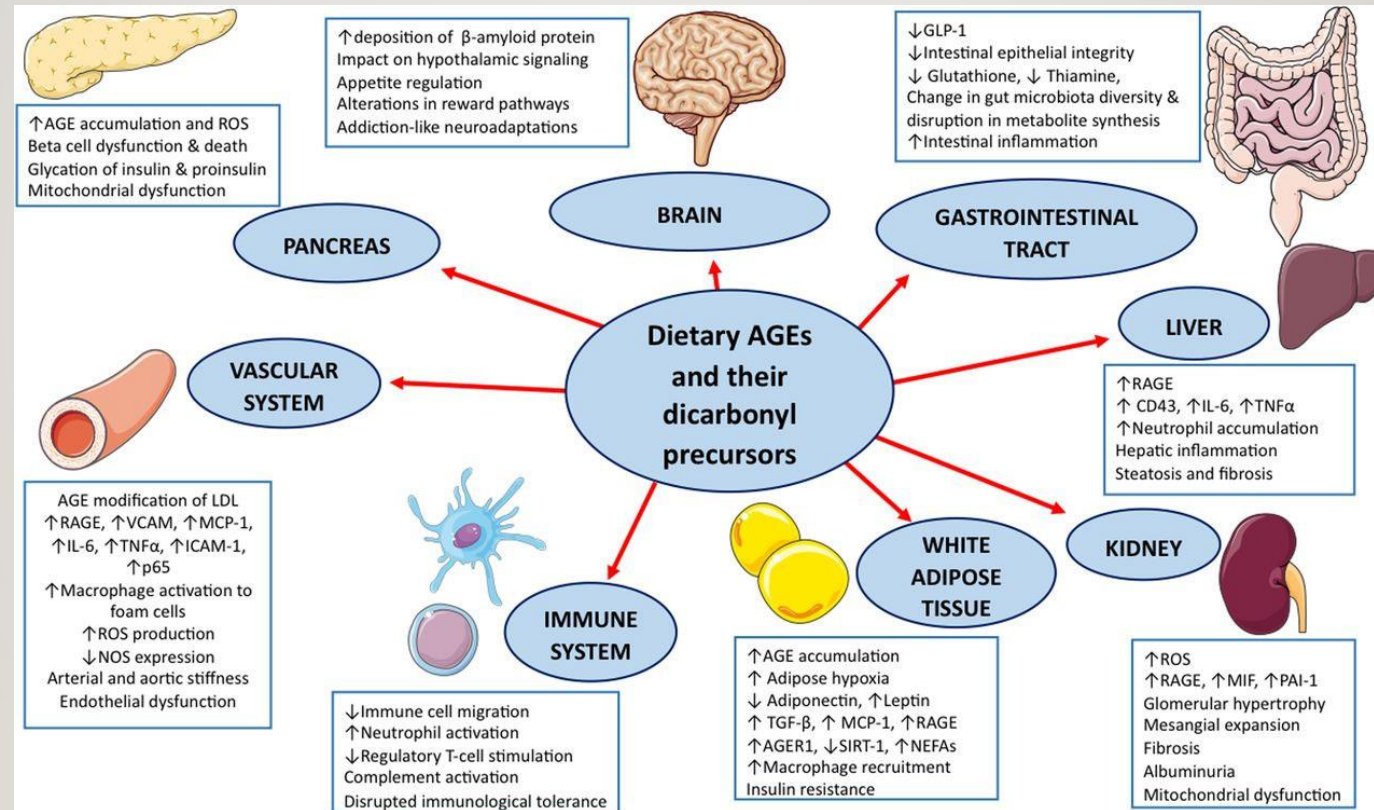 ↑AGE accumulation and ROS
Beta cell dysfunction & death
Glycation of insulin & proinsulin
Mitochondrial dysfunction
PANCREAS
↑deposition of β-amyloid protein
Impact on hypothalamic signaling
Appetite regulation
Alterations in reward pathways
Addiction-like neuroadaptations
BRAIN
↓GLP-1
↓Intestinal epithelial integrity
↓ Glutathione, ↓ Thiamine,
Change in gut microbiota diversity &
disruption in metabolite synthesis
↑Intestinal inflammation
GASTROINTESTINAL
TRACT
Dietary AGEs
and their
dicarbonyl
precursors
LIVER
↑RAGE
↑ CD43, ↑IL-6, ↑TNFα
↑Neutrophil accumulation
Hepatic inflammation
Steatosis and fibrosis
VASCULAR
SYSTEM
AGE modification of LDL
↑RAGE, ↑VCAM, ↑MCP-1,
↑IL-6, ↑TNFα, ↑ICAM-1,
↑p65
↑Macrophage activation to
foam cells
↑ROS production
↓NOS expression
Arterial and aortic stiffness
Endothelial dysfunction
IMMUNE
SYSTEM
↓Immune cell migration
↑Neutrophil activation
↓Regulatory T-cell stimulation
Complement activation
Disrupted immunological tolerance
WHITE
ADIPOSE
TISSUE
↑AGE accumulation
↑ Adipose hypoxia
↓ Adiponectin, ↑Leptin
↑ TGF-β, ↑ MCP-1, ↑RAGE
↑AGER1, ↓SIRT-1, ↑NEFAs
↑Macrophage recruitment
Insulin resistance
KIDNEY
↑ROS
↑RAGE, ↑MIF, ↑PAI-1
Glomerular hypertrophy
Mesangial expansion
Fibrosis
Albuminuria
Mitochondrial dysfunction